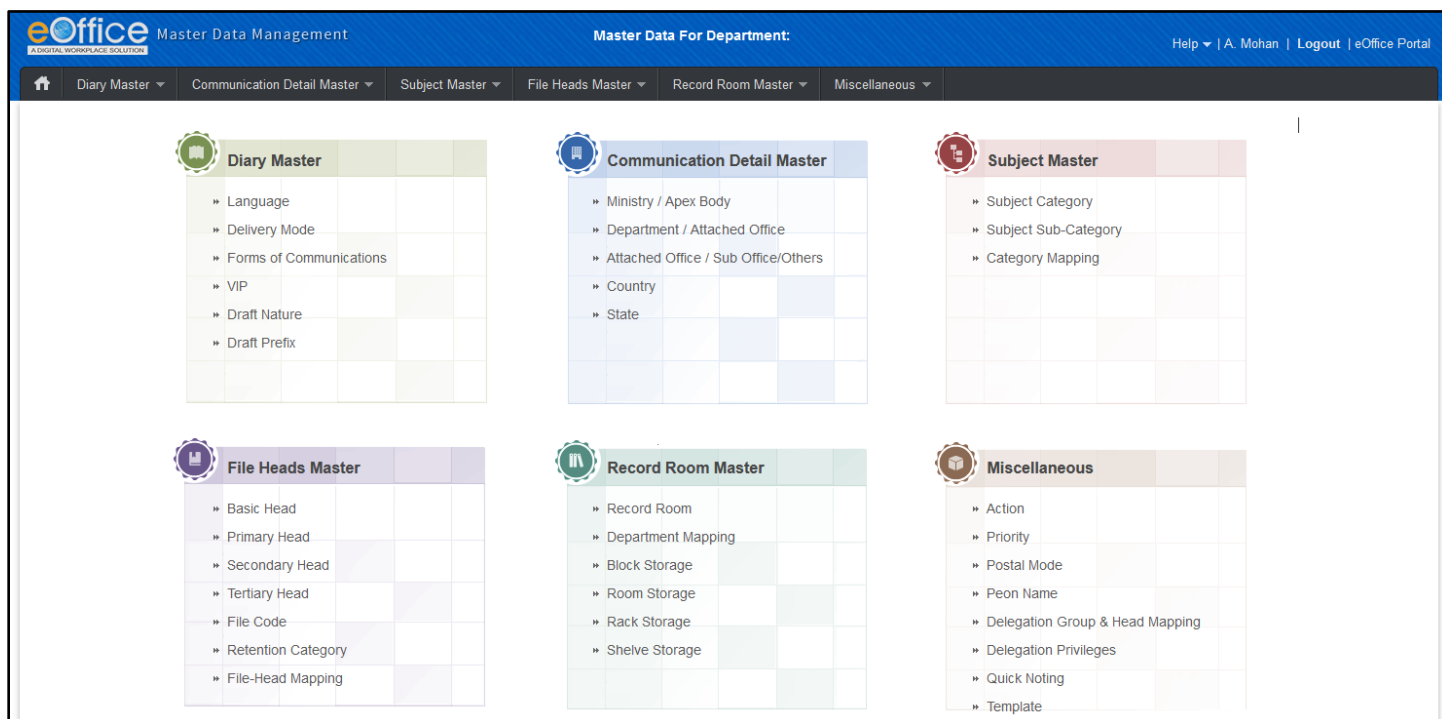 eOffice
A DIGITAL WORKPLACE SOLUTION
Master Data Management
Master Data For Department:
Help | A. Mohan | Logout | eOffice Portal
Diary Master Communication Detail Master Subject Master File Heads Master Record Room Master Miscellaneous
Diary Master
Language
Delivery Mode
Forms of Communications
VIP
Draft Nature
Draft Prefix
Communication Detail Master
Ministry / Apex Body
Department / Attached Office
Attached Office / Sub Office/Others
Country
State
Subject Master
Subject Category
Subject Sub-Category
Category Mapping
File Heads Master
Basic Head
Primary Head
Secondary Head
Tertiary Head
File Code
Retention Category
File-Head Mapping
Record Room Master
Record Room
Department Mapping
Block Storage
Room Storage
Rack Storage
Shelve Storage
Miscellaneous
Action
Priority
Postal Mode
Peon Name
Delegation Group & Head Mapping
Delegation Privileges
Quick Noting
Template